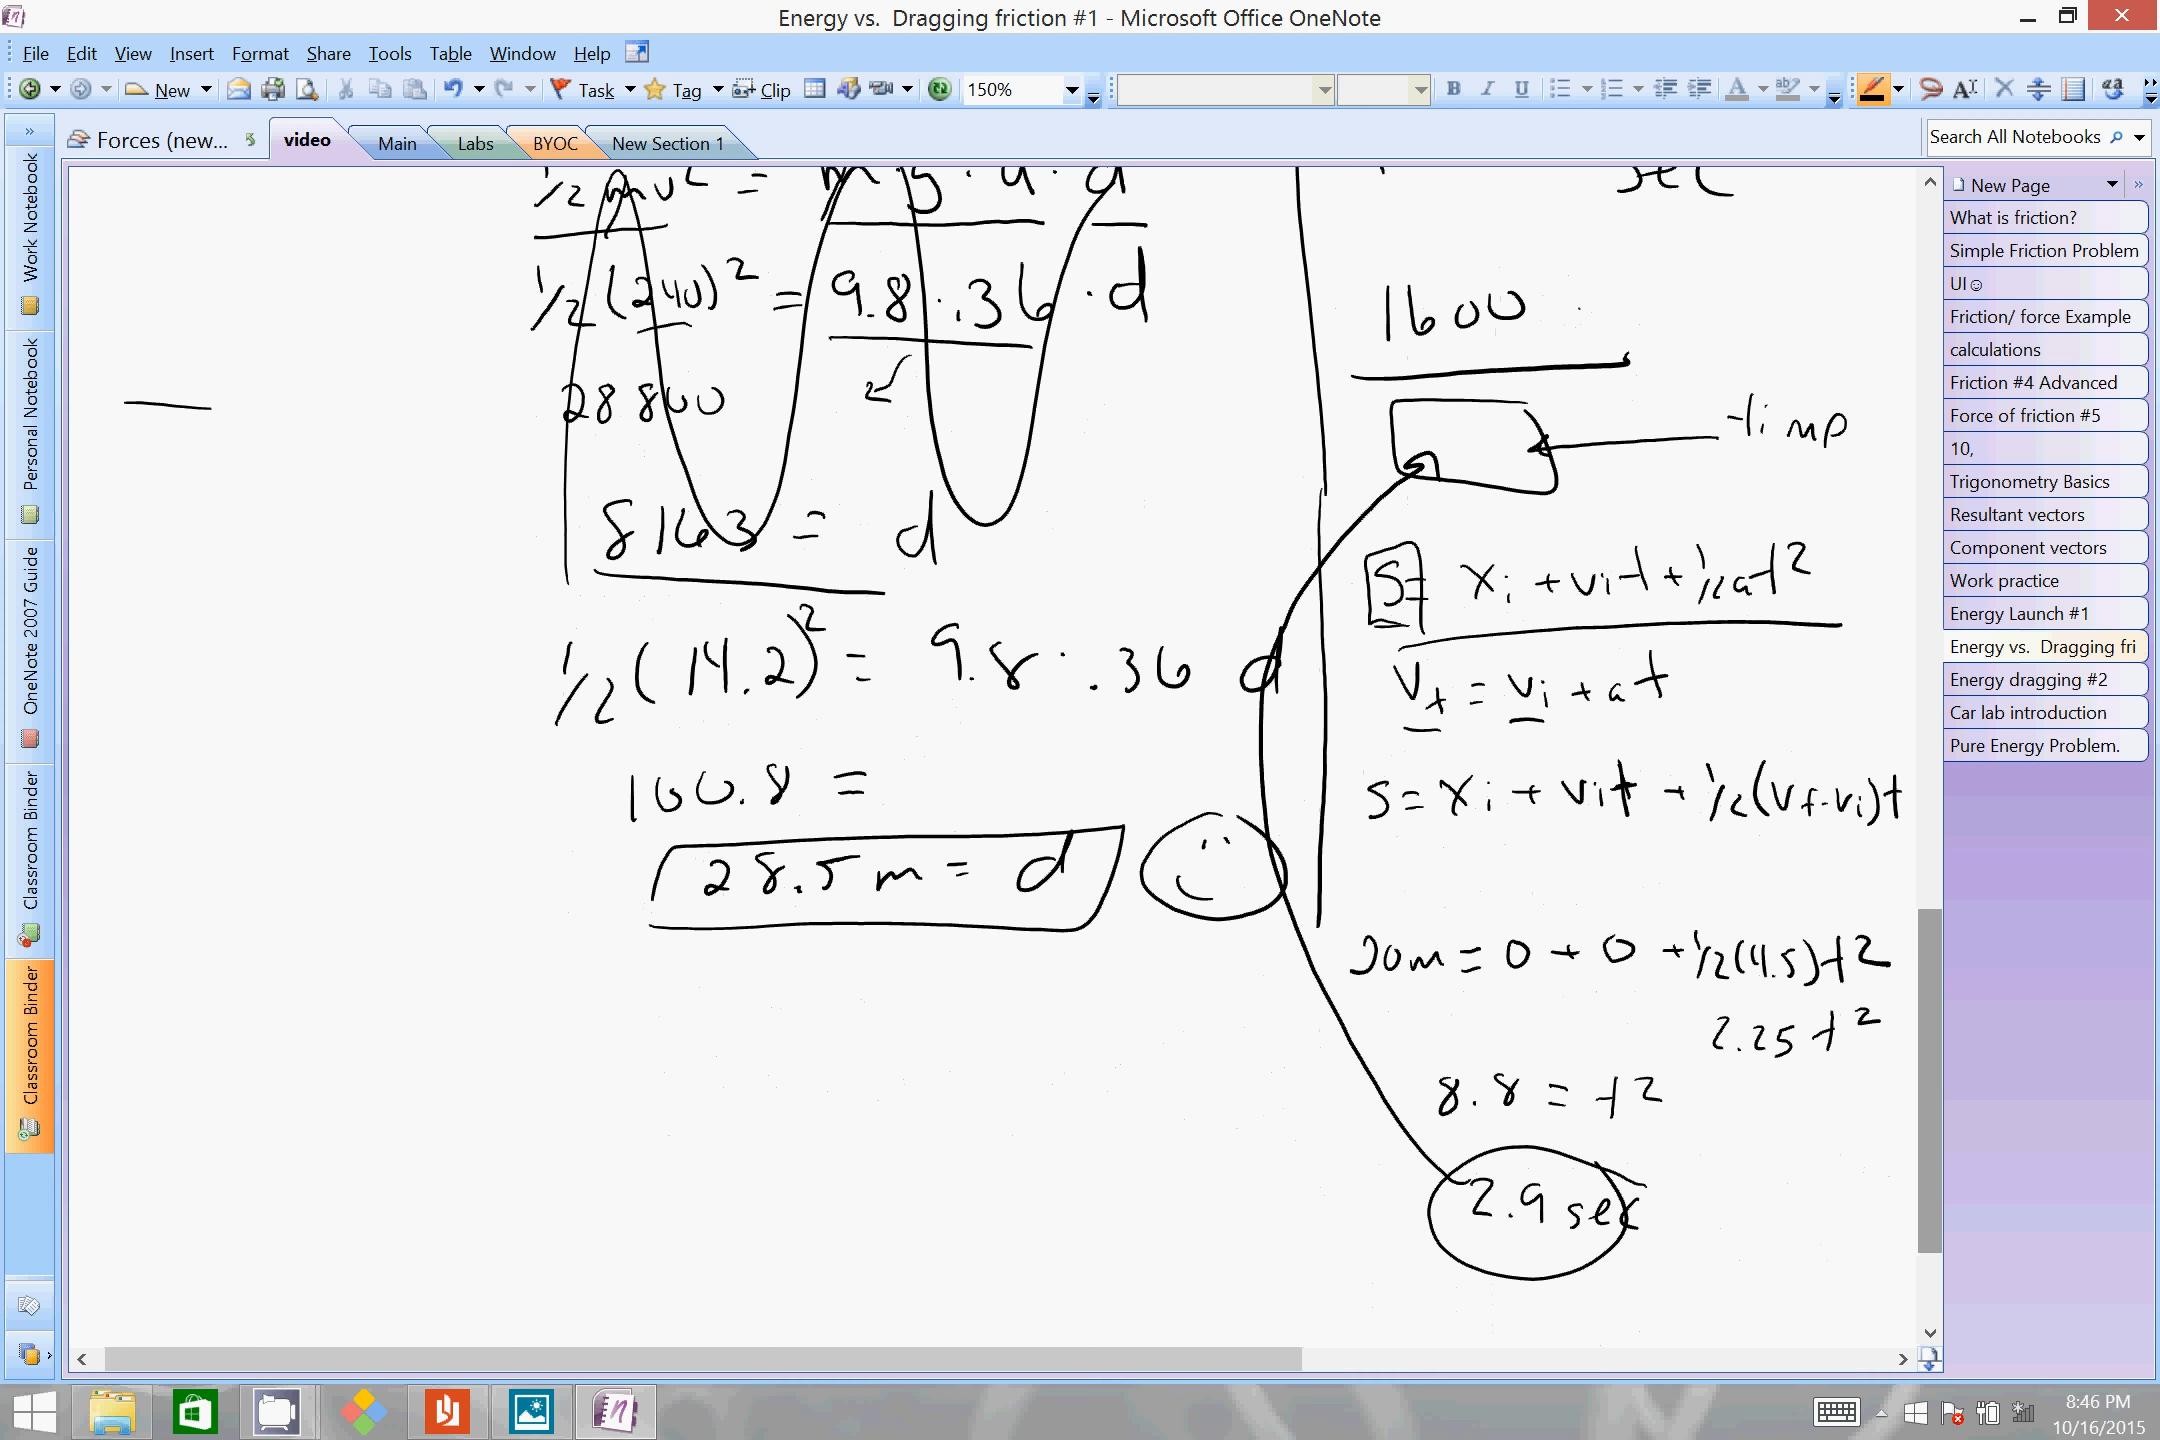 Energy vs.  Dragging friction #1 - Microsoft Office OneNote
File Edit View Insert Format Share Tools Table Window Help
New Task Tag Clip 150% B I U
Forces (new... video Main Labs BYOC New Section 1
Search All Notebooks
Work Notebook
Personal Notebook
OneNote 2007 Guide
Classroom Binder
Classroom Binder
½mv² = m·g·u·d
½(240)² = 9.8·.36·d
28800
8163 = d
½(14.2)² = 9.8·.36 d
100.8 =
28.5m = d
sec
1600
S= xi + vit + ½at²
vf = vi + at
S = xi + vit + ½(vf-vi)t
20m = 0 + 0 + ½(4.5)t2
2.25t2
8.8 = t2
2.9 sec
New Page
What is friction?
Simple Friction Problem
UI☺
Friction/ force Example
calculations
Friction #4 Advanced
Force of friction #5
10,
Trigonometry Basics
Resultant vectors
Component vectors
Work practice
Energy Launch #1
Energy vs.  Dragging fri
Energy dragging #2
Car lab introduction
Pure Energy Problem.
8:46 PM
10/16/2015